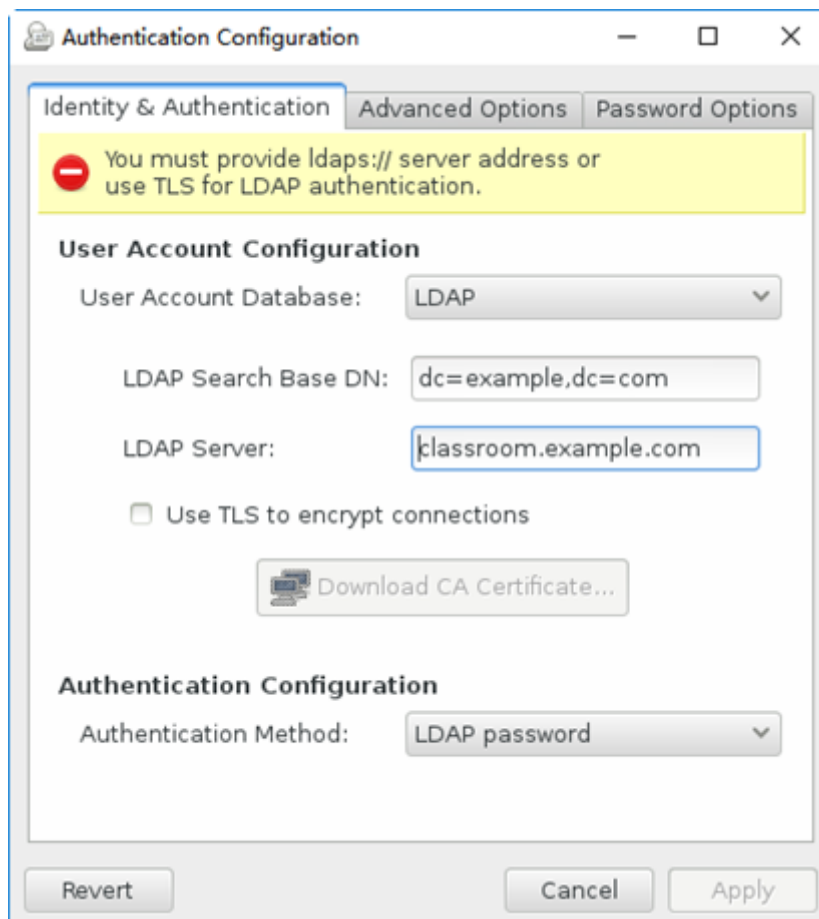 Authentication Configuration
Identity & Authentication Advanced Options Password Options
You must provide ldaps:// server address or
use TLS for LDAP authentication.
User Account Configuration
User Account Database: LDAP
LDAP Search Base DN: dc=example,dc=com
LDAP Server: classroom.example.com
Use TLS to encrypt connections
Download CA Certificate...
Authentication Configuration
Authentication Method: LDAP password
Revert Cancel Apply